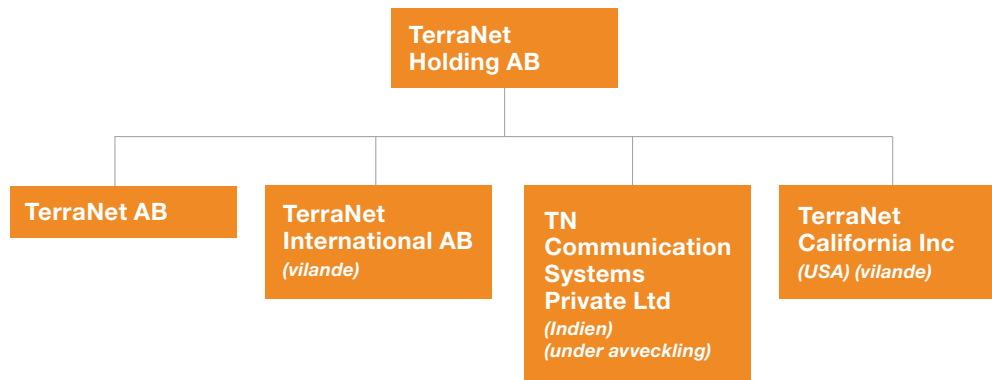 TerraNet
Holding AB
TerraNet AB
TerraNet
International AB
(vilande)
TN
Communication
Systems
Private Ltd
(Indien)
(under avveckling)
TerraNet
California Inc
(USA) (vilande)